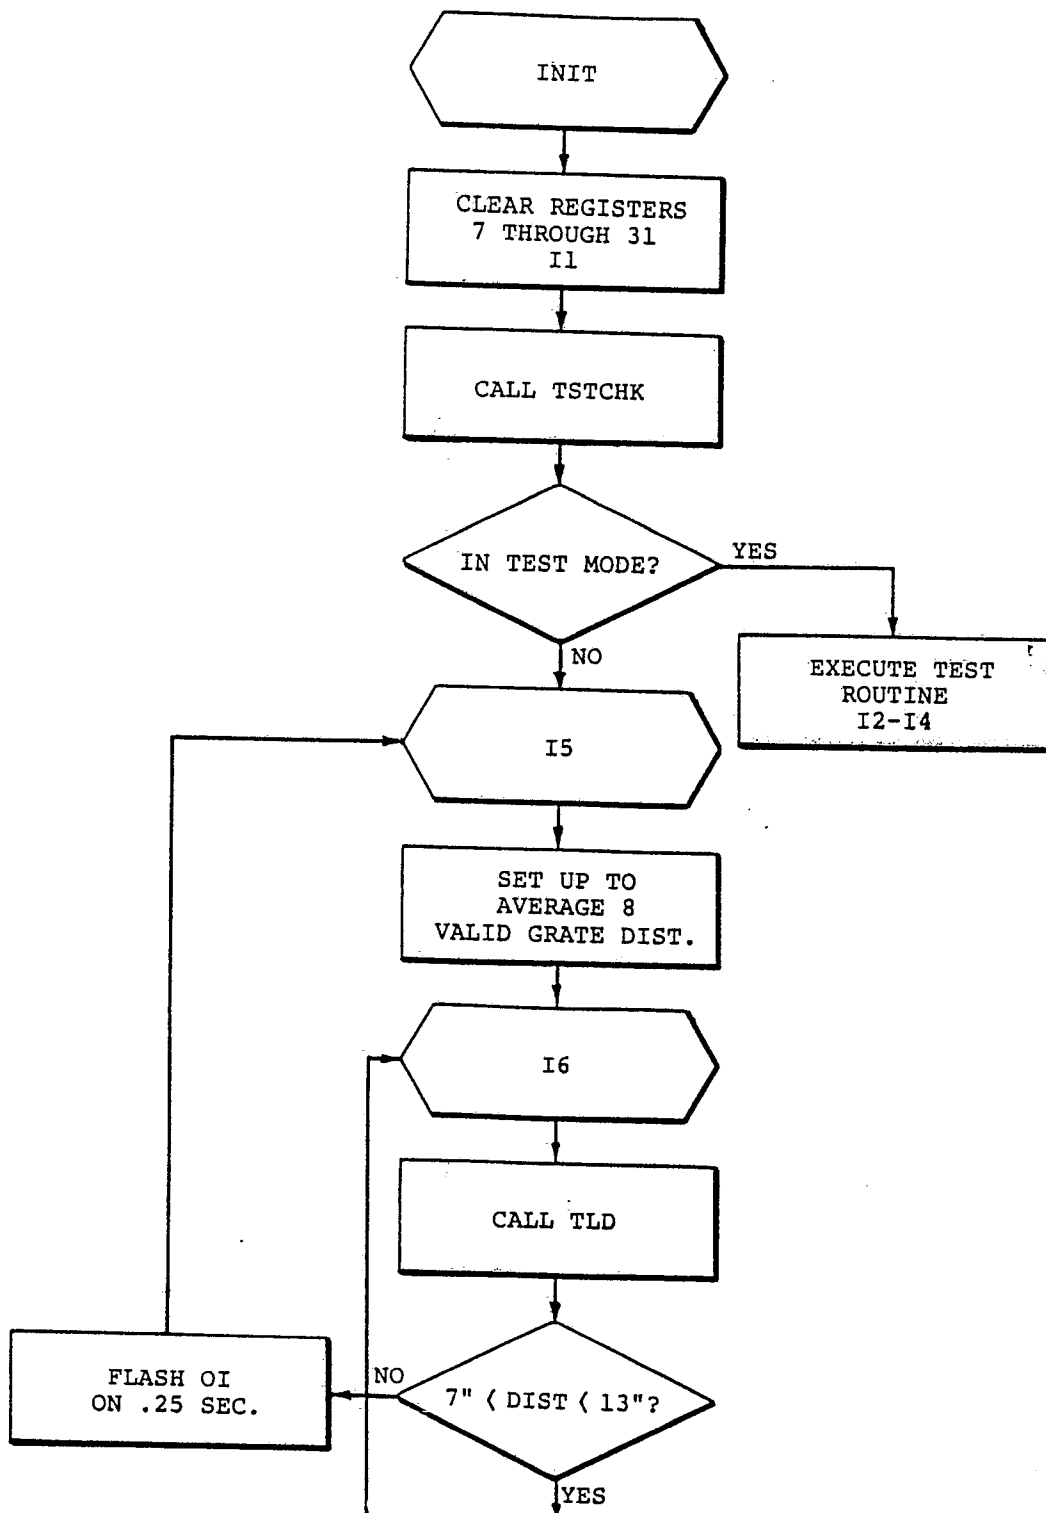 INIT
CLEAR REGISTERS
7 THROUGH 31
I1
CALL TSTCHK
IN TEST MODE?
YES
NO
EXECUTE TEST
ROUTINE
I2-I4
I5
SET UP TO
AVERAGE 8
VALID GRATE DIST.
I6
CALL TLD
FLASH OI
ON .25 SEC.
NO
7" < DIST < 13"?
YES